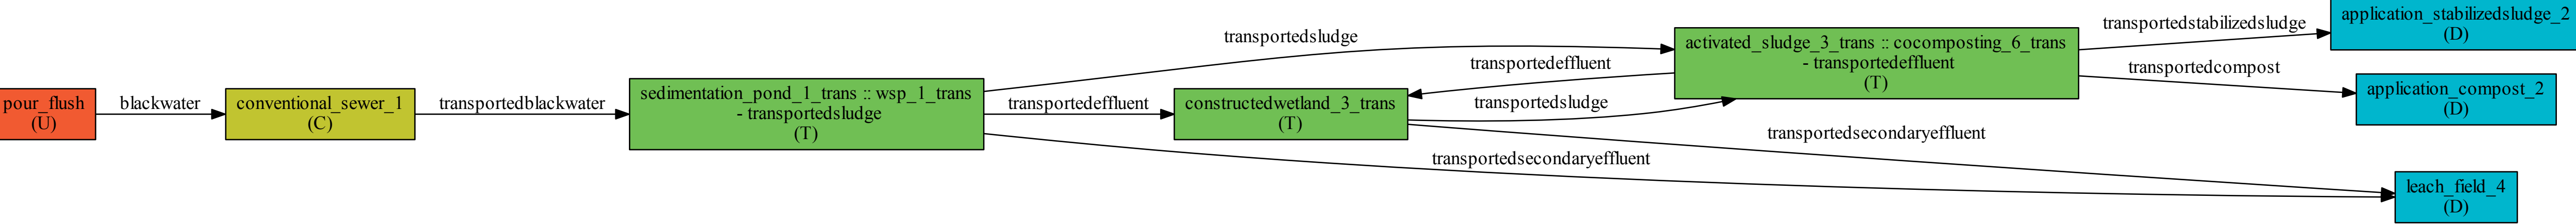 pour_flush
(U)
blackwater
conventional_sewer_1
(C)
transportedblackwater
sedimentation_pond_1_trans :: wsp_1_trans
- transportedsludge
(T)
transportedsludge
transportedeffluent
transportedsecondaryeffluent
constructedwetland_3_trans
(T)
transportedeffluent
transportedsludge
transportedsecondaryeffluent
activated_sludge_3_trans :: cocomposting_6_trans
- transportedeffluent
(T)
transportedstabilizedsludge
transportedcompost
application_stabilizedsludge_2
(D)
application_compost_2
(D)
leach_field_4
(D)